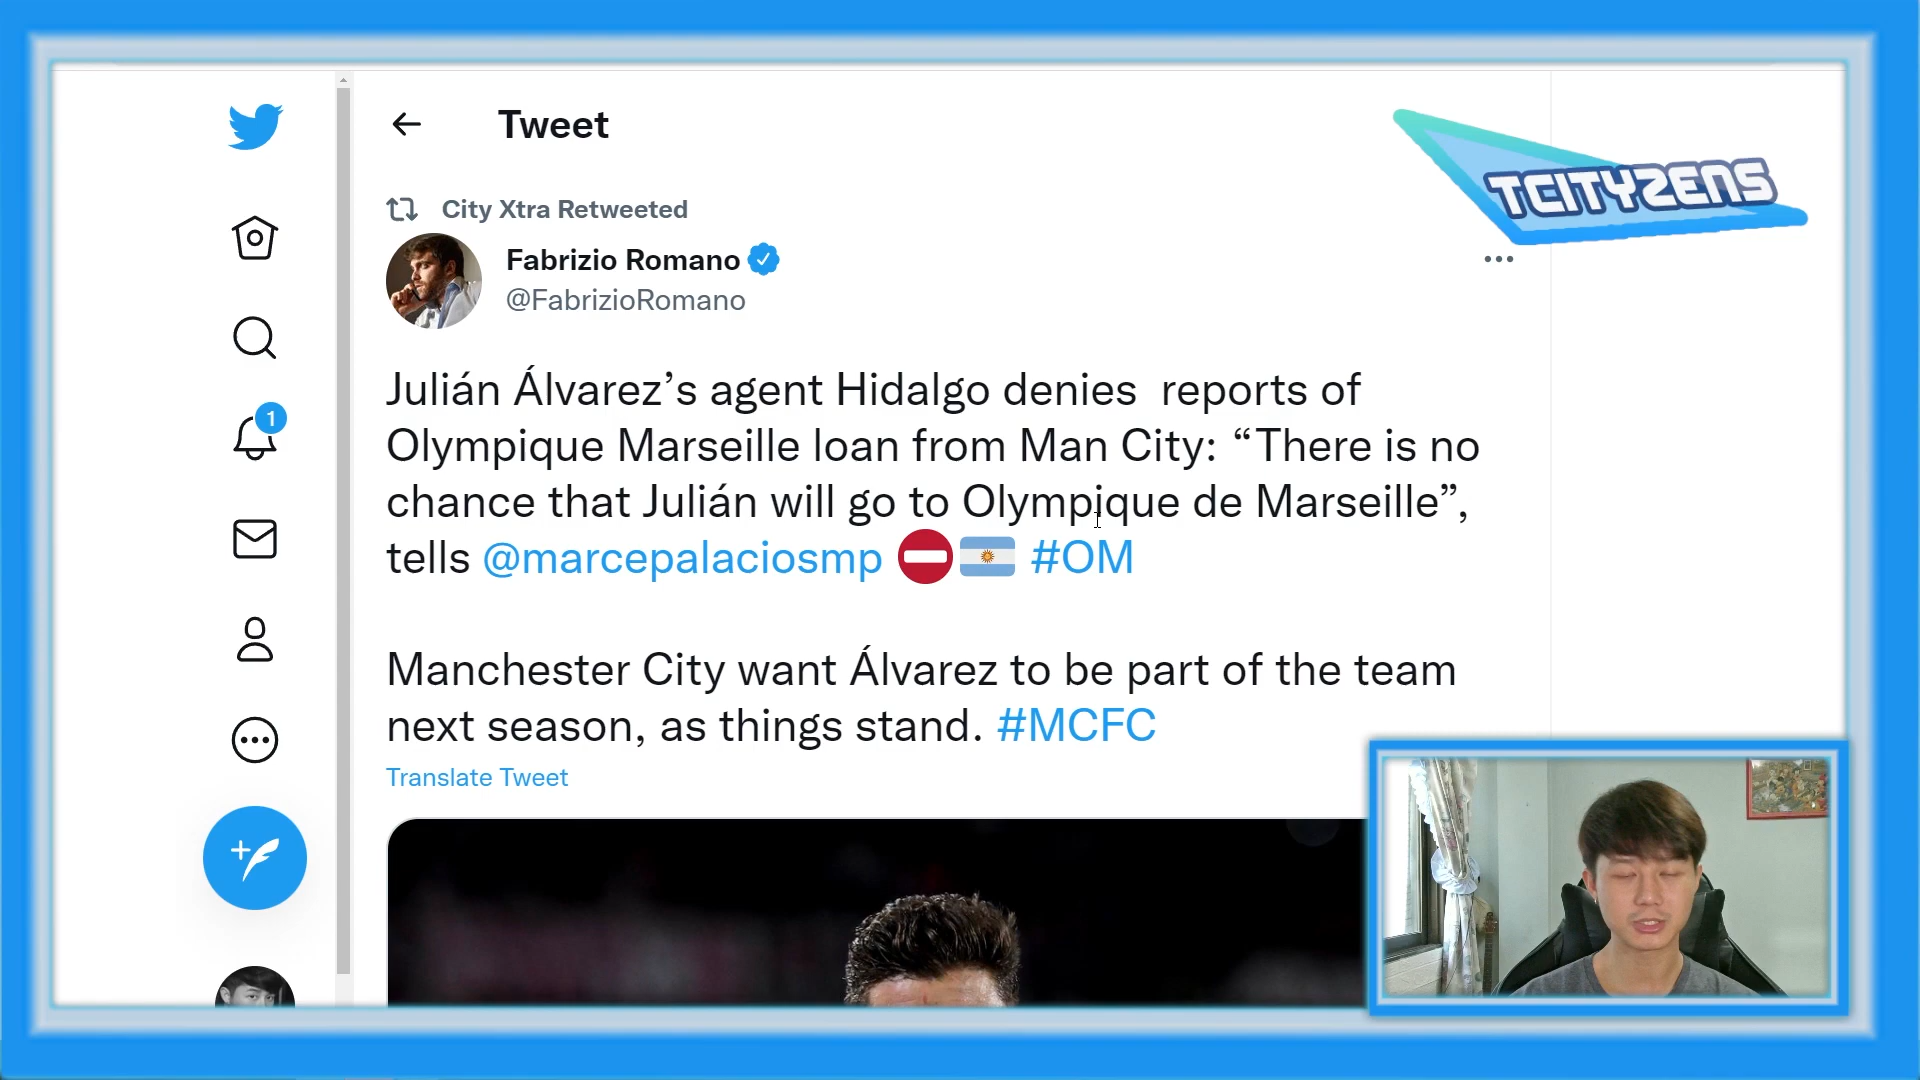 Tweet
TCITYZENS
City Xtra Retweeted
Fabrizio Romano
@FabrizioRomano
Julián Álvarez’s agent Hidalgo denies  reports of
Olympique Marseille loan from Man City: “There is no
chance that Julián will go to Olympique de Marseille”,
tells @marcepalaciosmp #OM
Manchester City want Álvarez to be part of the team
next season, as things stand. #MCFC
Translate Tweet
1